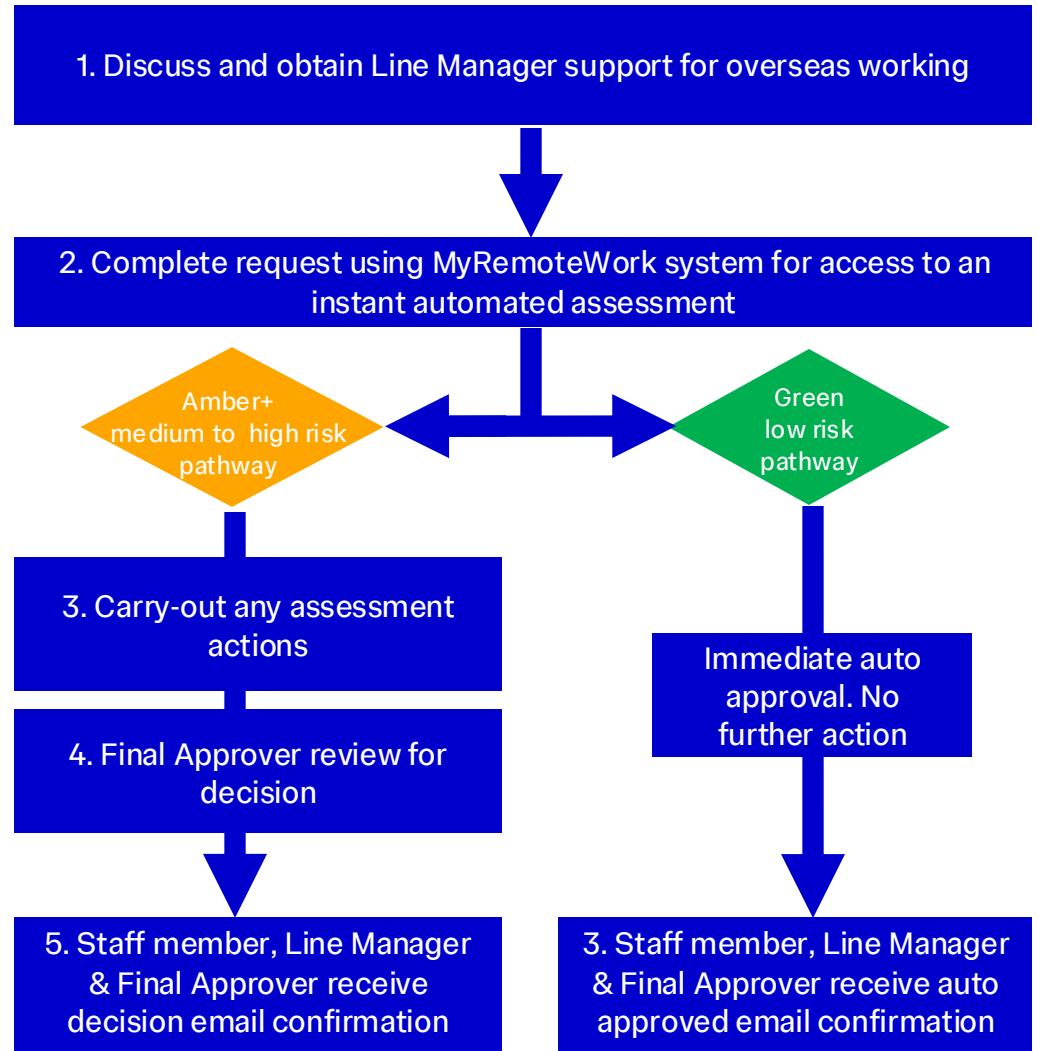 1. Discuss and obtain Line Manager support for overseas working
2. Complete request using MyRemoteWork system for access to an
instant automated assessment
Amber+
medium to high risk
pathway
Green
low risk
pathway
3. Carry-out any assessment
actions
4. Final Approver review for
decision
5. Staff member, Line Manager
& Final Approver receive
decision email confirmation
Immediate auto
approval. No
further action
3. Staff member, Line Manager
& Final Approver receive auto
approved email confirmation